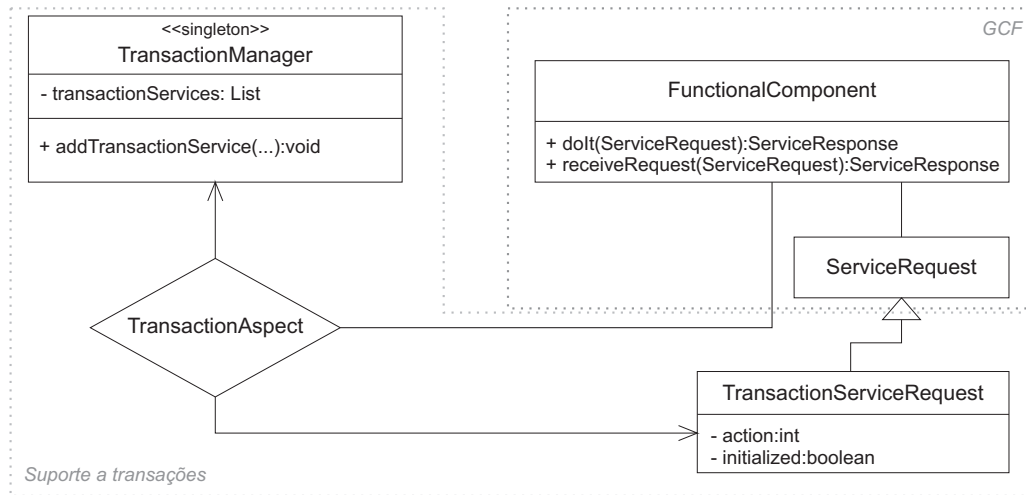 <<singleton>>
TransactionManager
- transactionServices: List
+ addTransactionService(...):void
GCF
FunctionalComponent
+ doIt(ServiceRequest):ServiceResponse
+ receiveRequest(ServiceRequest):ServiceResponse
ServiceRequest
TransactionAspect
TransactionServiceRequest
- action:int
- initialized:boolean
Suporte a transações